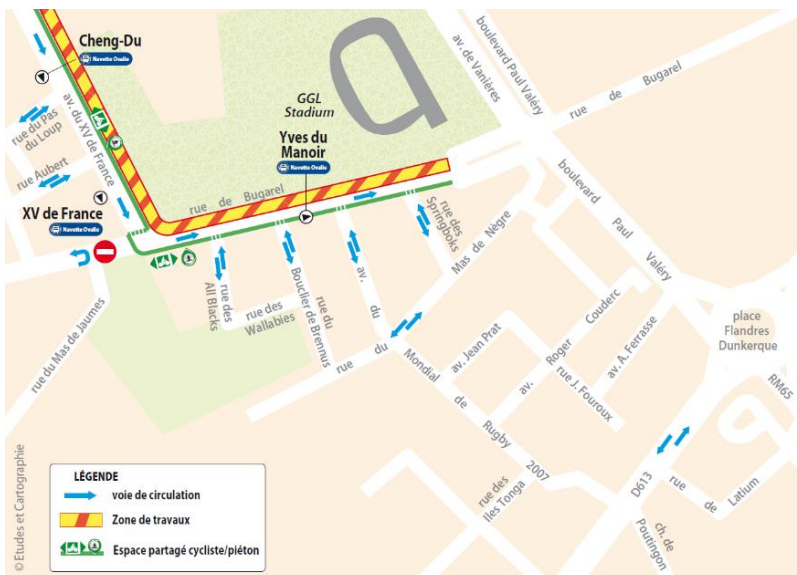 Cheng-Du
Navette Ovalie
av. du XV de France
rue du Pas
du Loup
rue Aubert
XV de France
Navette Ovalie
GGL
Stadium
Yves du
Manoir
Navette Ovalie
rue de Bugarel
boulevard Paul Valéry
av. de Vanières
rue de Bugarel
boulevard Paul Valéry
rue des
Springboks
rue du Mas de Nègre
rue des
All Blacks
rue des
Wallabies
rue du
Bouclier de Brennus
av. du Mondial de Rugby 2007
rue du Mas de Jaumes
av. Jean Prat
av. Roger Couderc
rue J. Fouroux
av. A. Ferrasse
place
Flandres
Dunkerque
RM65
D613
rue de Latium
ch. de
Poutingon
rue des
Iles Tonga
LÉGENDE
voie de circulation
Zone de travaux
Espace partagé cycliste/piéton
© Etudes et Cartographie